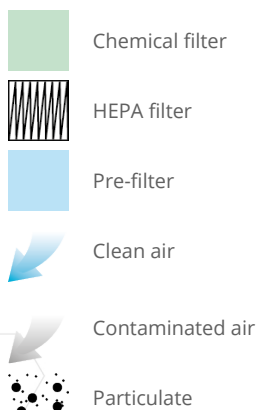 Chemical filter
HEPA filter
Pre-filter
Clean air
Contaminated air
Particulate